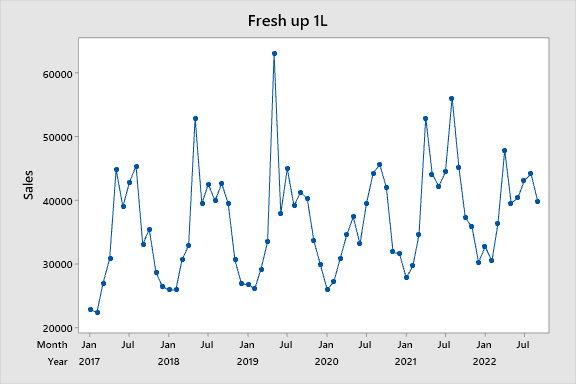 Fresh up 1L
60000
50000
40000
30000
20000
Sales
Month Jan Jul Jan Jul Jan Jul Jan Jul Jan Jul Jan Jul
Year 2017 2018 2019 2020 2021 2022